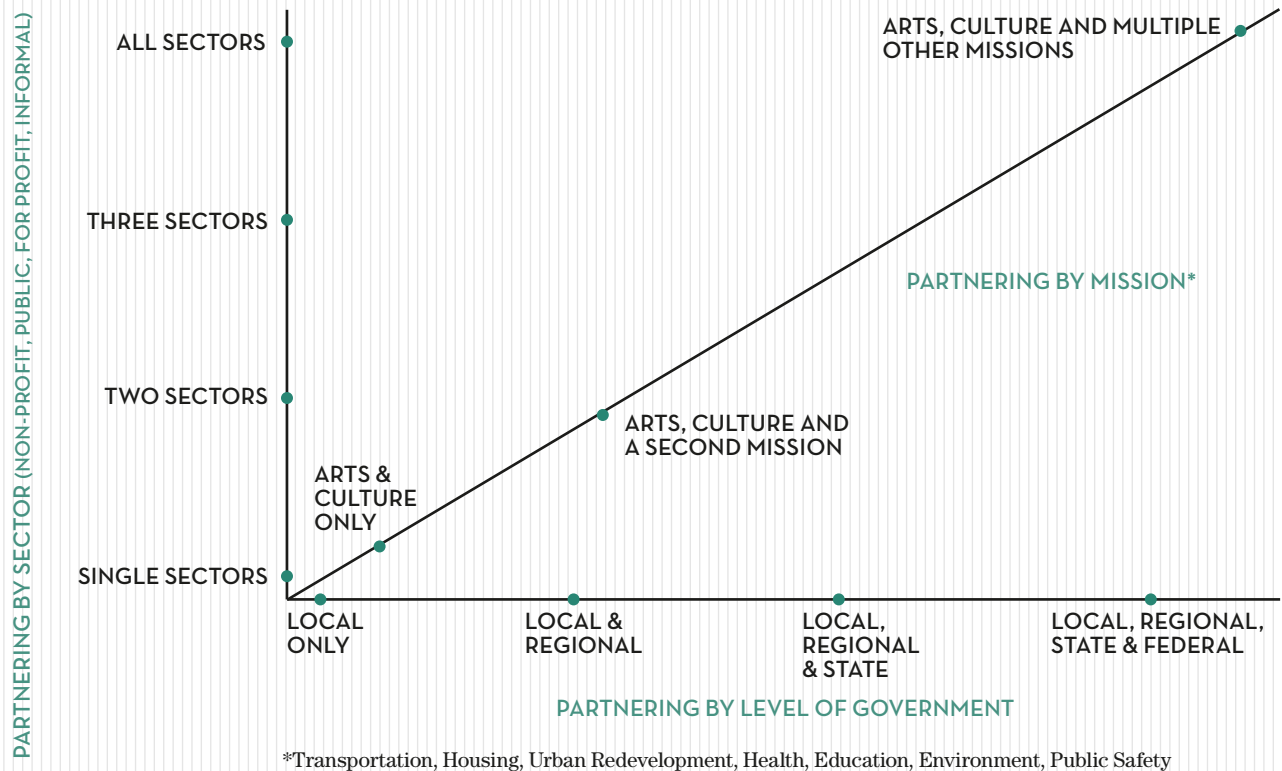 PARTNERING BY SECTOR (NON-PROFIT, PUBLIC, FOR PROFIT, INFORMAL)
ALL SECTORS
THREE SECTORS
TWO SECTORS
SINGLE SECTORS
ARTS, CULTURE AND MULTIPLE
OTHER MISSIONS
PARTNERING BY MISSION*
ARTS, CULTURE AND
A SECOND MISSION
ARTS &
CULTURE
ONLY
LOCAL
ONLY
LOCAL &
REGIONAL
LOCAL,
REGIONAL
& STATE
LOCAL, REGIONAL,
STATE & FEDERAL
PARTNERING BY LEVEL OF GOVERNMENT
*Transportation, Housing, Urban Redevelopment, Health, Education, Environment, Public Safety